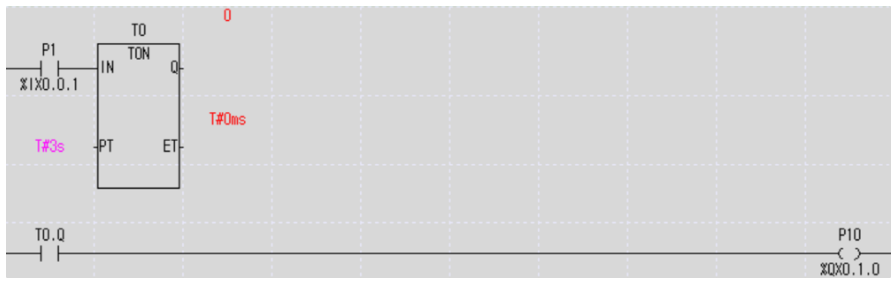 T0 0
P1 TON
IN Q
%IX0.0.1
T#0ms
T#3s PT ET
T0.Q P10
%QX0.1.0